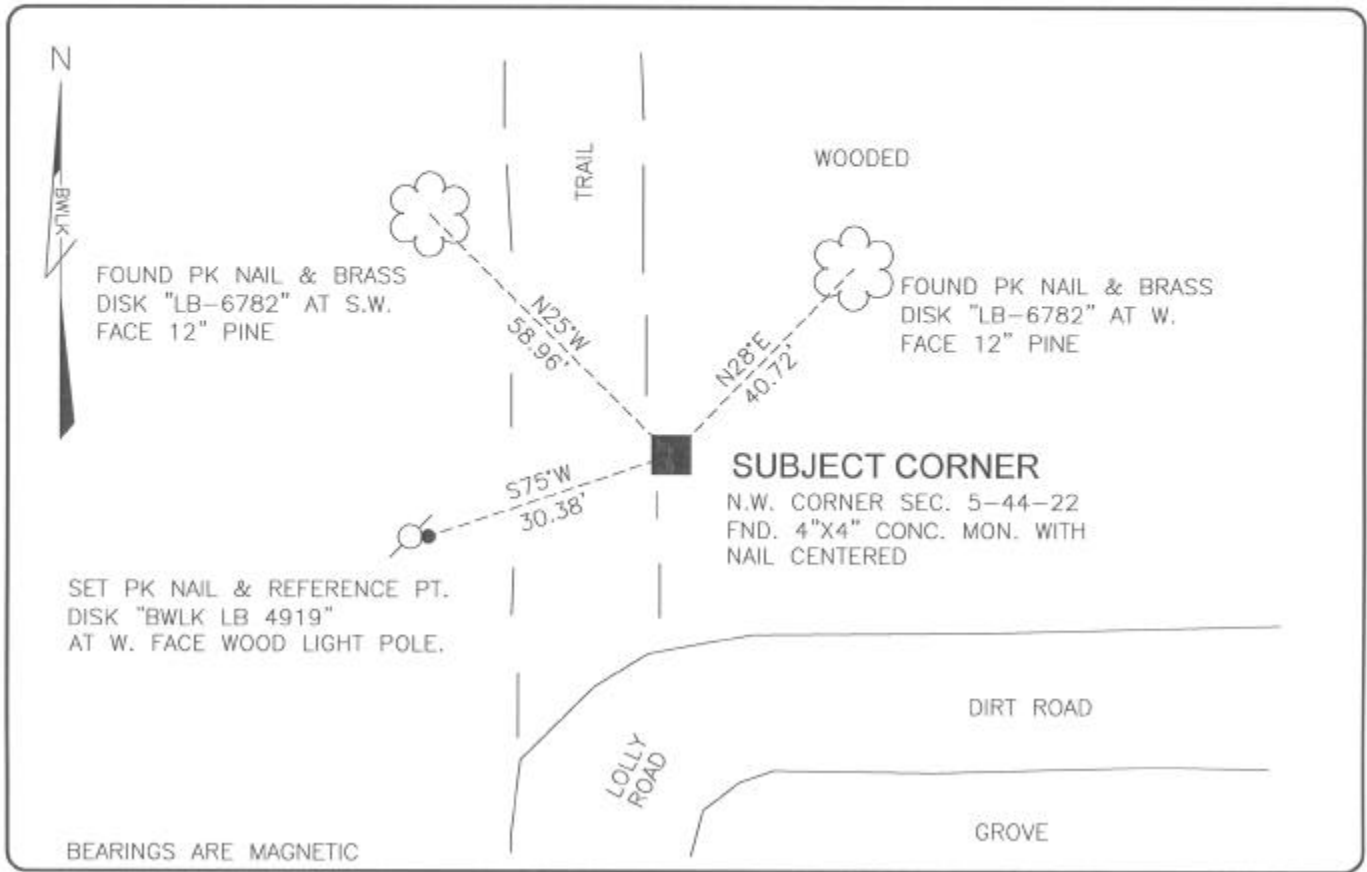 N
BWLK
TRAIL
WOODED
FOUND PK NAIL & BRASS
DISK "LB-6782" AT S.W.
FACE 12" PINE
N25°W
58.96'
N28°E
40.72'
FOUND PK NAIL & BRASS
DISK "LB-6782" AT W.
FACE 12" PINE
S75°W
30.38'
SUBJECT CORNER
N.W. CORNER SEC. 5-44-22
FND. 4"X4" CONC. MON. WITH
NAIL CENTERED
SET PK NAIL & REFERENCE PT.
DISK "BWLK LB 4919"
AT W. FACE WOOD LIGHT POLE.
DIRT ROAD
LOLLY
ROAD
GROVE
BEARINGS ARE MAGNETIC